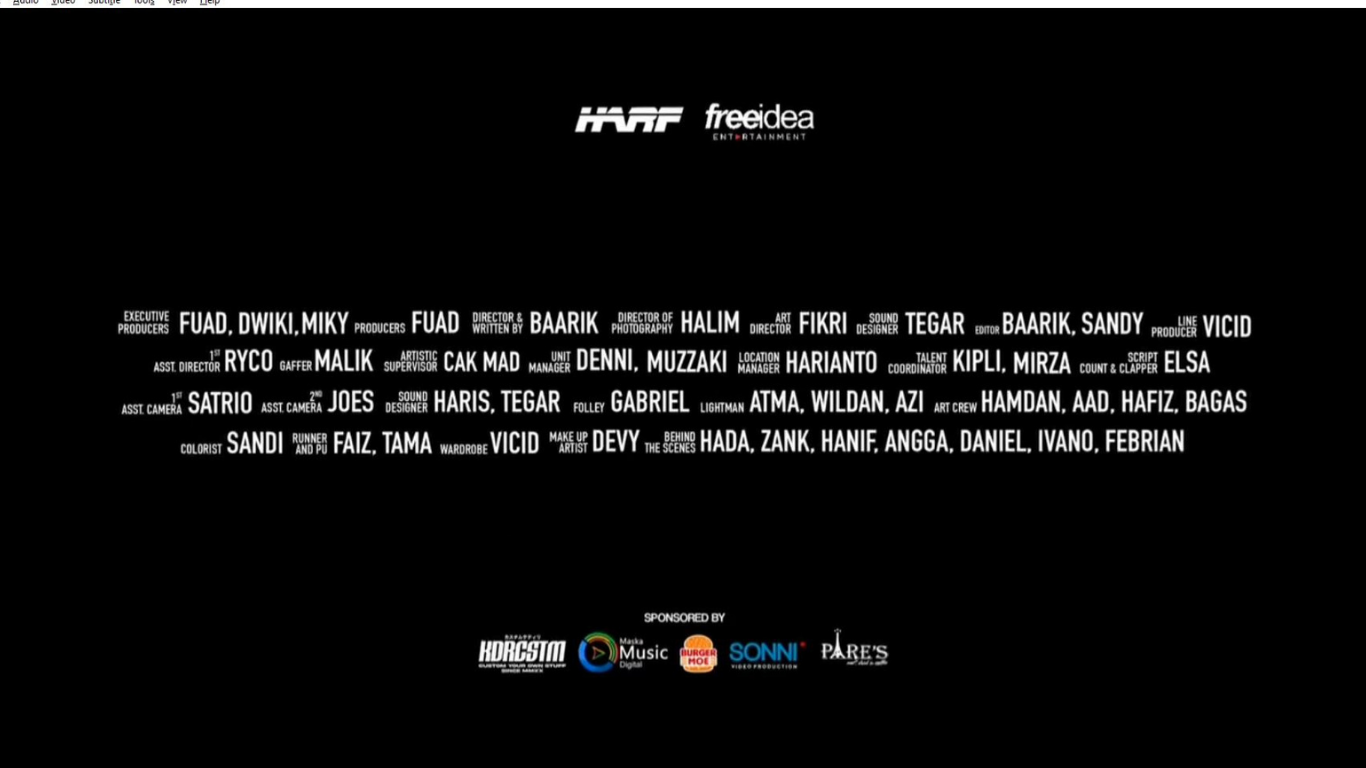 Audio Video Subtitle Tools View Help
HARF freeidea
ENTERTAINMENT
EXECUTIVE PRODUCERS FUAD, DWIKI, MIKY PRODUCERS FUAD DIRECTOR & WRITTEN BY BAARIK DIRECTOR OF PHOTOGRAPHY HALIM ART DIRECTOR FIKRI SOUND DESIGNER TEGAR EDITOR BAARIK, SANDY LINE PRODUCER VICID
1ST ASST. DIRECTOR RYCO GAFFER MALIK ARTISTIC SUPERVISOR CAK MAD UNIT MANAGER DENNI, MUZZAKI LOCATION MANAGER HARIANTO TALENT COORDINATOR KIPLI, MIRZA SCRIPT COUNT & CLAPPER ELSA
1ST ASST. CAMERA SATRIO 2ND ASST. CAMERA JOES SOUND DESIGNER HARIS, TEGAR FOLLEY GABRIEL LIGHTMAN ATMA, WILDAN, AZI ART CREW HAMDAN, AAD, HAFIZ, BAGAS
COLORIST SANDI RUNNER AND PU FAIZ, TAMA WARDROBE VICID MAKE UP ARTIST DEVY BEHIND THE SCENES HADA, ZANK, HANIF, ANGGA, DANIEL, IVANO, FEBRIAN
SPONSORED BY
KDRCSTM
CUSTOM YOUR OWN STUFF
SINCE MMXX
Maska
Music
Digital
BURGER
MOE
SONNI
VIDEO PRODUCTION
PARE'S